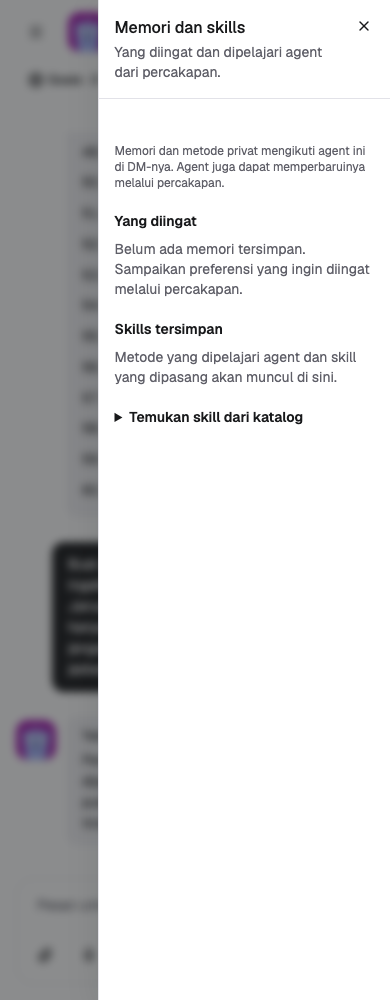 Memori dan skills
Yang diingat dan dipelajari agent
dari percakapan.
Memori dan metode privat mengikuti agent ini
di DM-nya. Agent juga dapat memperbaruinya
melalui percakapan.
Yang diingat
Belum ada memori tersimpan.
Sampaikan preferensi yang ingin diingat
melalui percakapan.
Skills tersimpan
Metode yang dipelajari agent dan skill
yang dipasang akan muncul di sini.
Temukan skill dari katalog